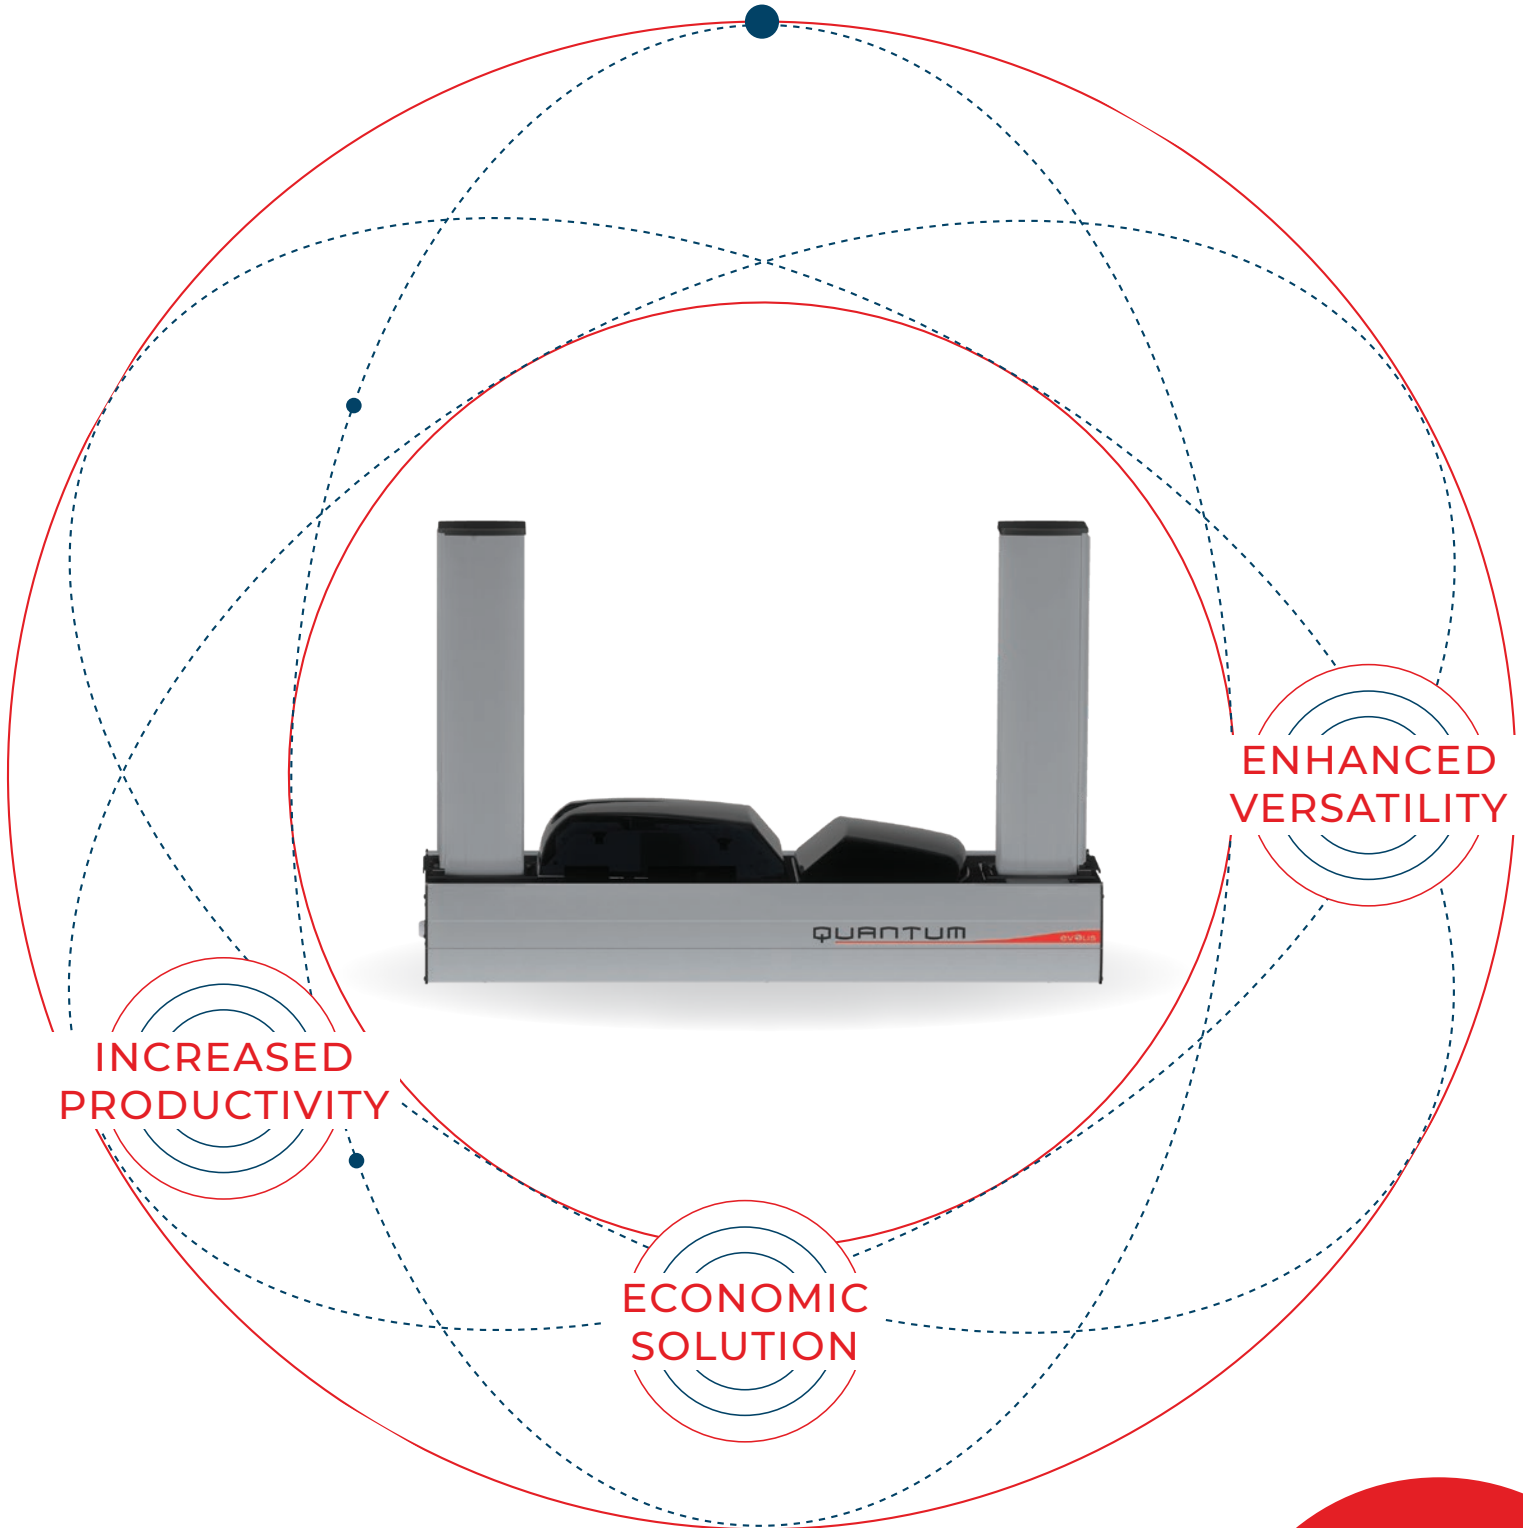 ENHANCED
VERSATILITY
QUANTUM
evolis
INCREASED
PRODUCTIVITY
ECONOMIC
SOLUTION